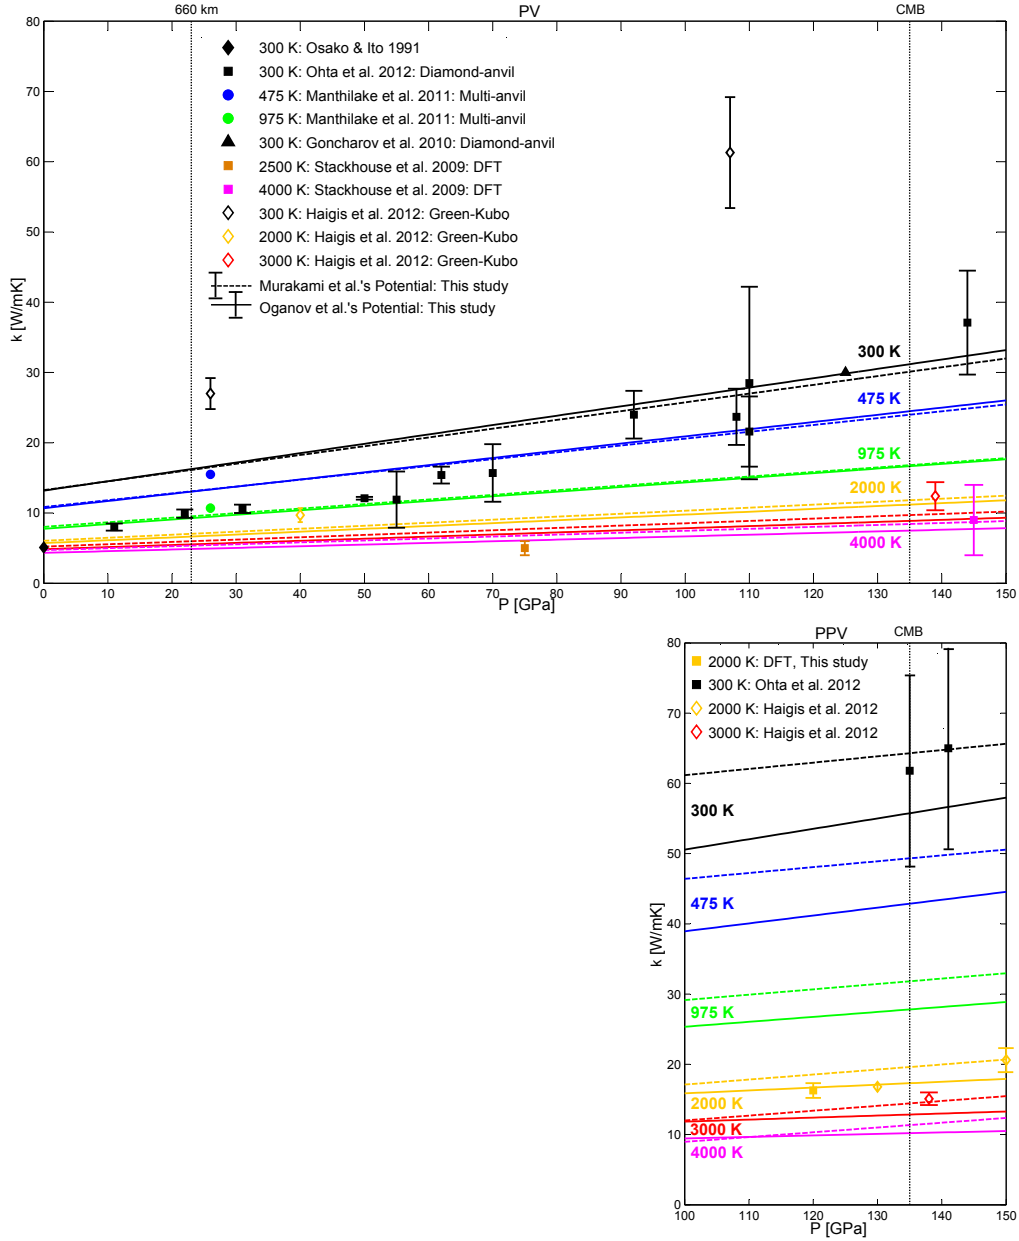 660 km
PV
CMB
80
70
60
50
40
30
20
10
0
k [W/mK]
300 K: Osako & Ito 1991
300 K: Ohta et al. 2012: Diamond-anvil
475 K: Manthilake et al. 2011: Multi-anvil
975 K: Manthilake et al. 2011: Multi-anvil
300 K: Goncharov et al. 2010: Diamond-anvil
2500 K: Stackhouse et al. 2009: DFT
4000 K: Stackhouse et al. 2009: DFT
300 K: Haigis et al. 2012: Green-Kubo
2000 K: Haigis et al. 2012: Green-Kubo
3000 K: Haigis et al. 2012: Green-Kubo
Murakami et al.'s Potential: This study
Oganov et al.'s Potential: This study
300 K
475 K
975 K
2000 K
4000 K
0 10 20 30 40 50 60 70 80 90 100 110 120 130 140 150
P [GPa]
PPV
CMB
80
70
60
50
40
30
20
10
0
k [W/mK]
2000 K: DFT, This study
300 K: Ohta et al. 2012
2000 K: Haigis et al. 2012
3000 K: Haigis et al. 2012
300 K
475 K
975 K
2000 K
3000 K
4000 K
100 110 120 130 140 150
P [GPa]